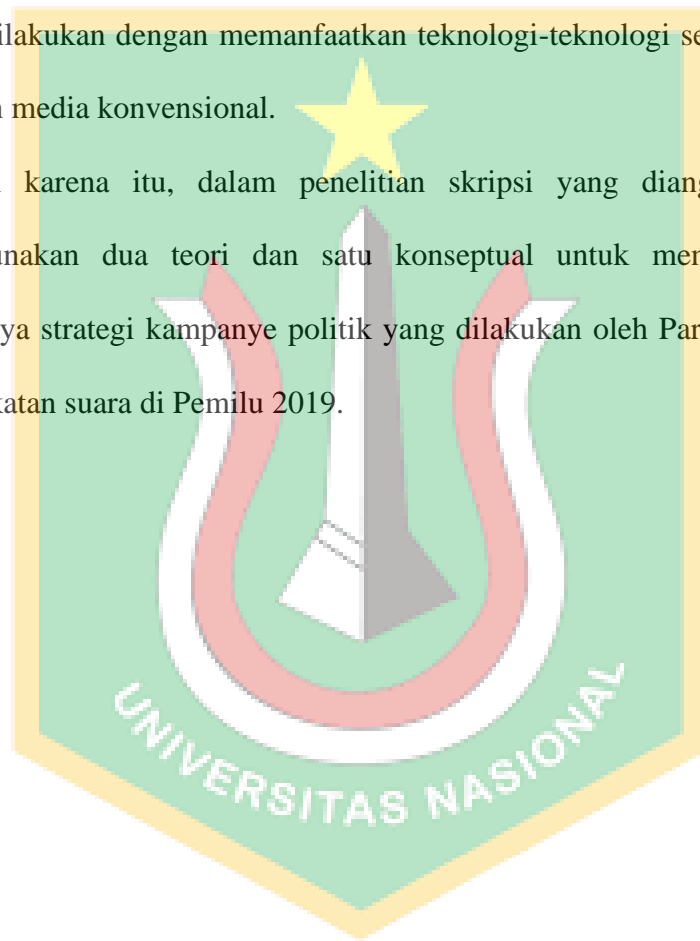 ilakukan dengan memanfaatkan teknologi-teknologi se
n media konvensional.
karena itu, dalam penelitian skripsi yang diang
unakan dua teori dan satu konseptual untuk men
ya strategi kampanye politik yang dilakukan oleh Par
katan suara di Pemilu 2019.
UNIVERSITAS NASIONAL